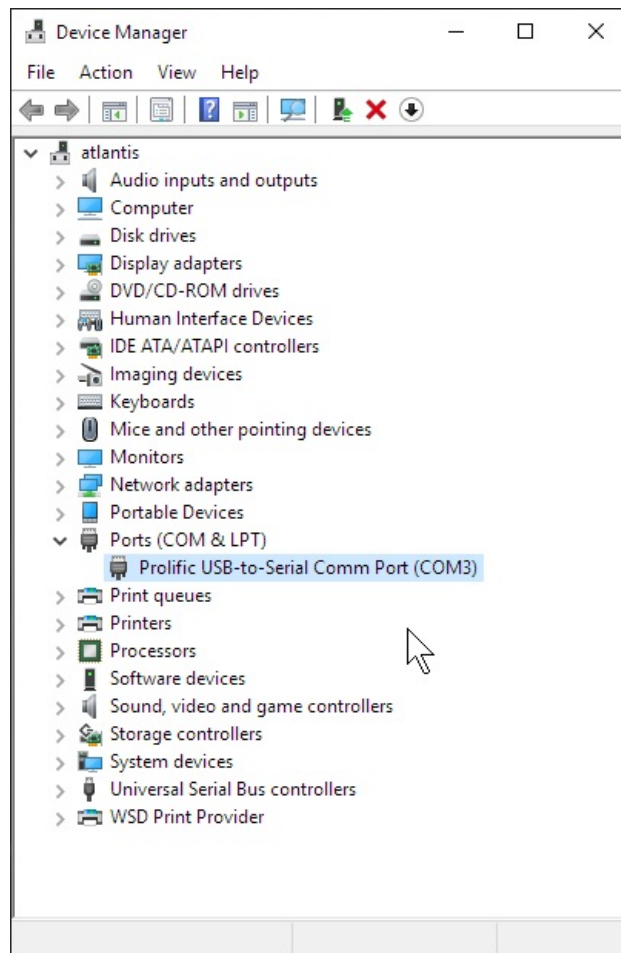 Device Manager
File Action View Help
atlantis
Audio inputs and outputs
Computer
Disk drives
Display adapters
DVD/CD-ROM drives
Human Interface Devices
IDE ATA/ATAPI controllers
Imaging devices
Keyboards
Mice and other pointing devices
Monitors
Network adapters
Portable Devices
Ports (COM & LPT)
Prolific USB-to-Serial Comm Port (COM3)
Print queues
Printers
Processors
Software devices
Sound, video and game controllers
Storage controllers
System devices
Universal Serial Bus controllers
WSD Print Provider